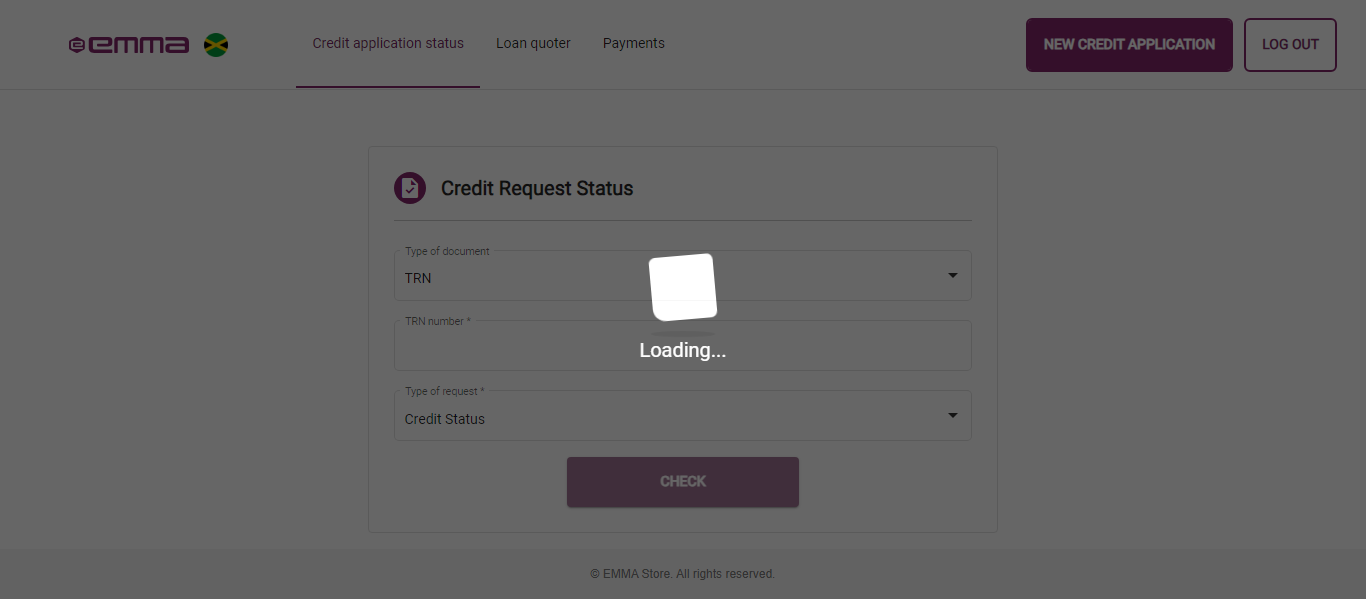 emma
Credit application status
Loan quoter
Payments
NEW CREDIT APPLICATION
LOG OUT
Credit Request Status
Type of document
TRN
TRN number *
Loading...
Type of request *
Credit Status
CHECK
© EMMA Store. All rights reserved.